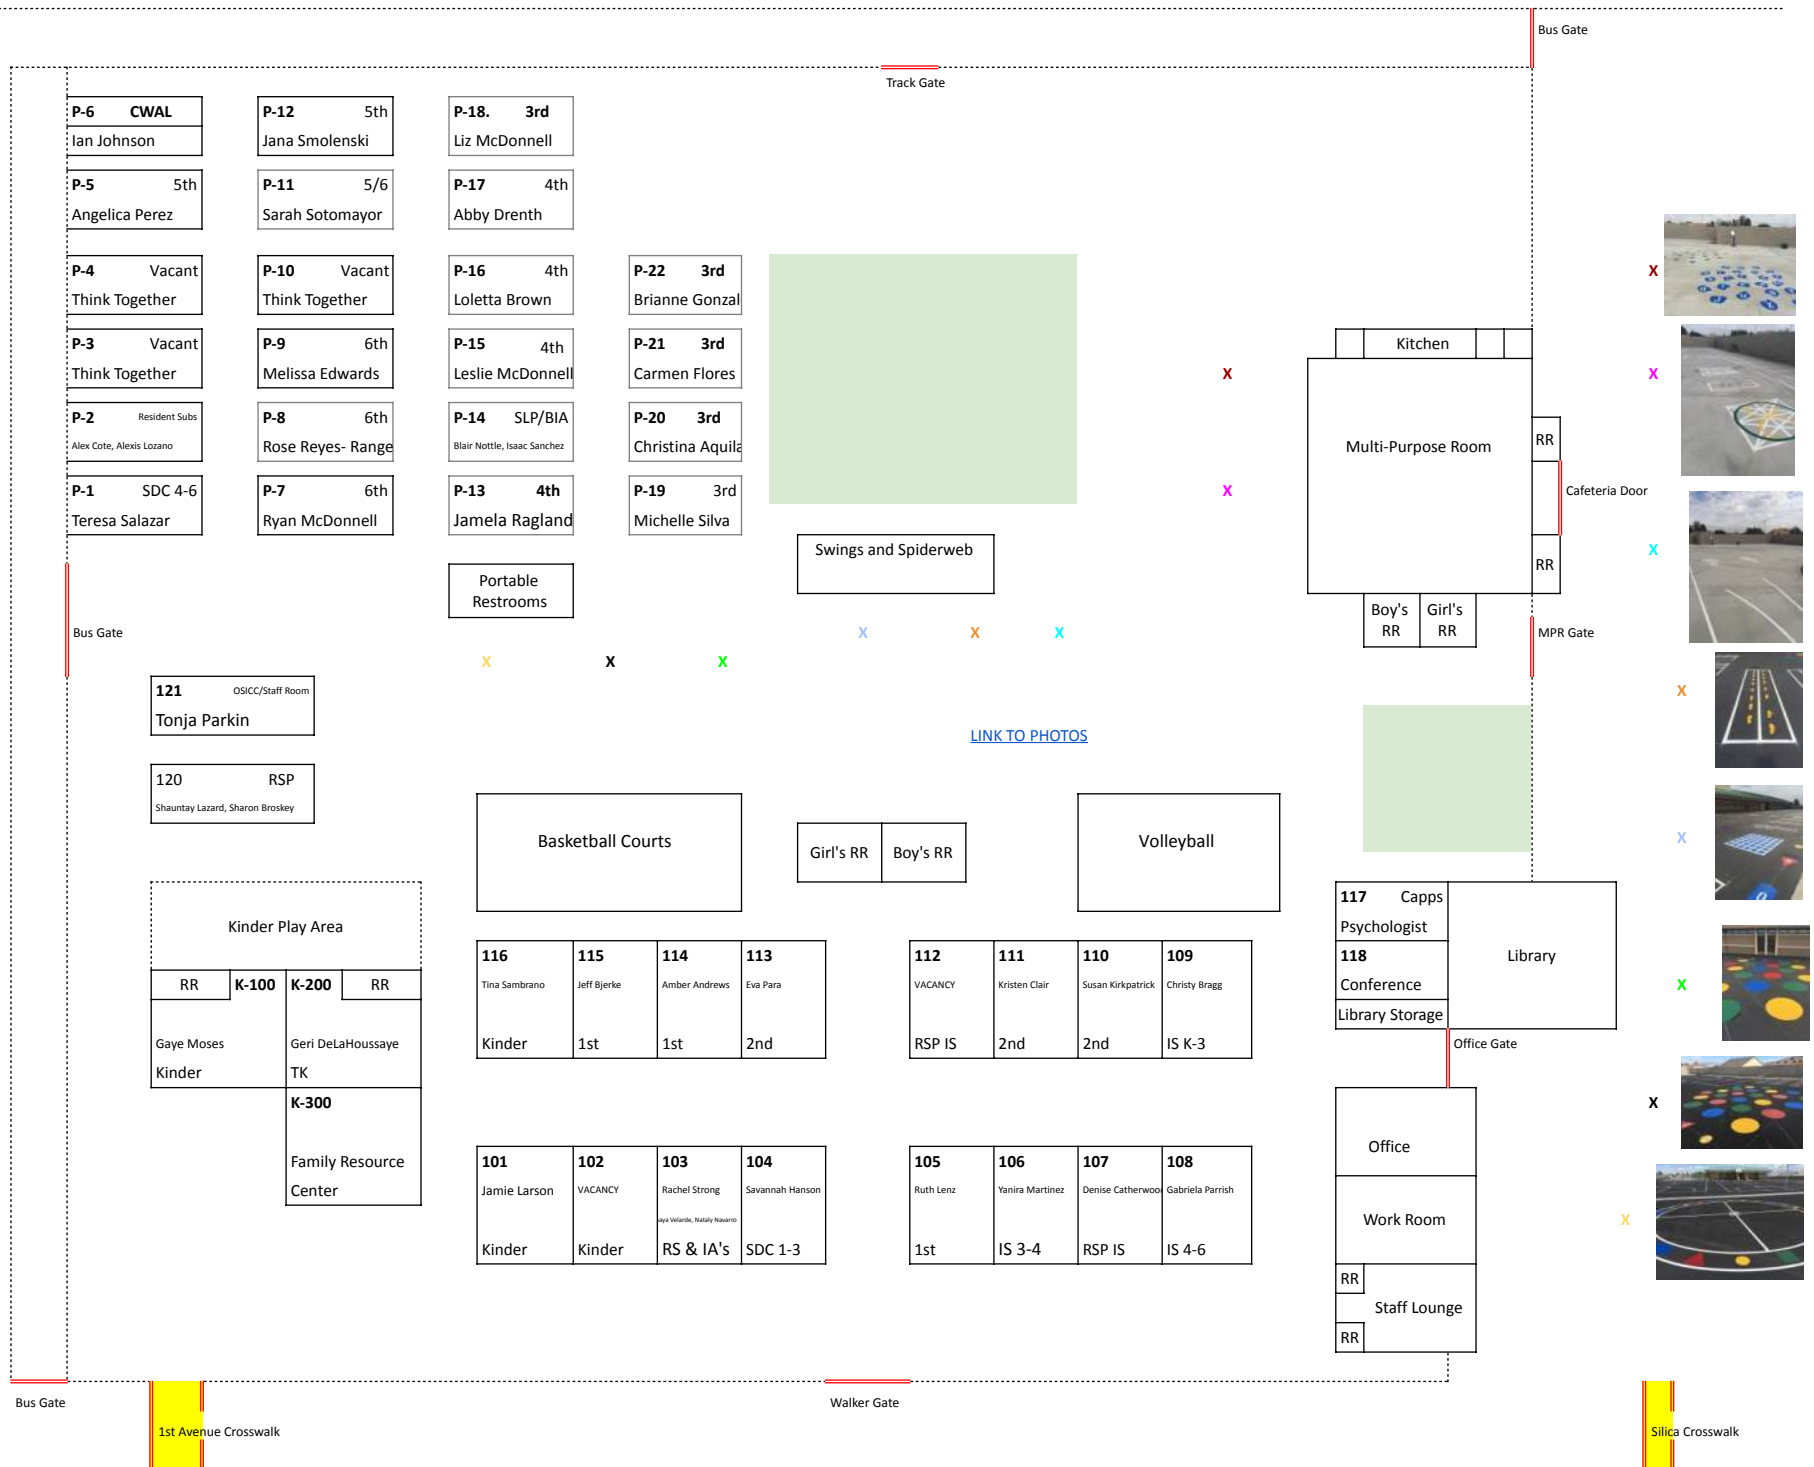 Bus Gate
Track Gate
P-6 CWAL
Ian Johnson
P-12 5th
Jana Smolenski
P-18. 3rd
Liz McDonnell
P-5 5th
Angelica Perez
P-11 5/6
Sarah Sotomayor
P-17 4th
Abby Drenth
P-4 Vacant
Think Together
P-10 Vacant
Think Together
P-16 4th
Loletta Brown
P-22 3rd
Brianne Gonzal
X
P-3 Vacant
Think Together
P-9 6th
Melissa Edwards
P-15 4th
Leslie McDonnell
P-21 3rd
Carmen Flores
Kitchen
X
X
P-2 Resident Subs
Alex Cote, Alexis Lozano
P-8 6th
Rose Reyes- Range
P-14 SLP/BIA
Blair Nottle, Isaac Sanchez
P-20 3rd
Christina Aquila
Multi-Purpose Room
RR
P-1 SDC 4-6
Teresa Salazar
P-7 6th
Ryan McDonnell
P-13 4th
Jamela Ragland
P-19 3rd
Michelle Silva
X
Cafeteria Door
Swings and Spiderweb
X
RR
Portable
Restrooms
Boy's
RR
Girl's
RR
Bus Gate
X
X
X
MPR Gate
X
X
X
121 OSICC/Staff Room
Tonja Parkin
X
LINK TO PHOTOS
120 RSP
Shauntay Lazard, Sharon Broskey
Basketball Courts
Girl's RR
Boy's RR
Volleyball
X
Kinder Play Area
117 Capps
Psychologist
118
Conference
Library Storage
Library
RR
K-100
K-200
RR
Gaye Moses
Kinder
Geri DeLaHoussaye
TK
K-300
Family Resource
Center
116
Tina Sambrano
Kinder
115
Jeff Bjerke
1st
114
Amber Andrews
1st
113
Eva Para
2nd
112
VACANCY
RSP IS
111
Kristen Clair
2nd
110
Susan Kirkpatrick
2nd
109
Christy Bragg
IS K-3
X
Office Gate
X
101
Jamie Larson
Kinder
102
VACANCY
Kinder
103
Rachel Strong
aya Velarde, Nataly Navarro
RS & IA's
104
Savannah Hanson
SDC 1-3
105
Ruth Lenz
1st
106
Yanira Martinez
IS 3-4
107
Denise Catherwood
RSP IS
108
Gabriela Parrish
IS 4-6
Office
Work Room
X
RR
Staff Lounge
RR
Bus Gate
1st Avenue Crosswalk
Walker Gate
Silica Crosswalk